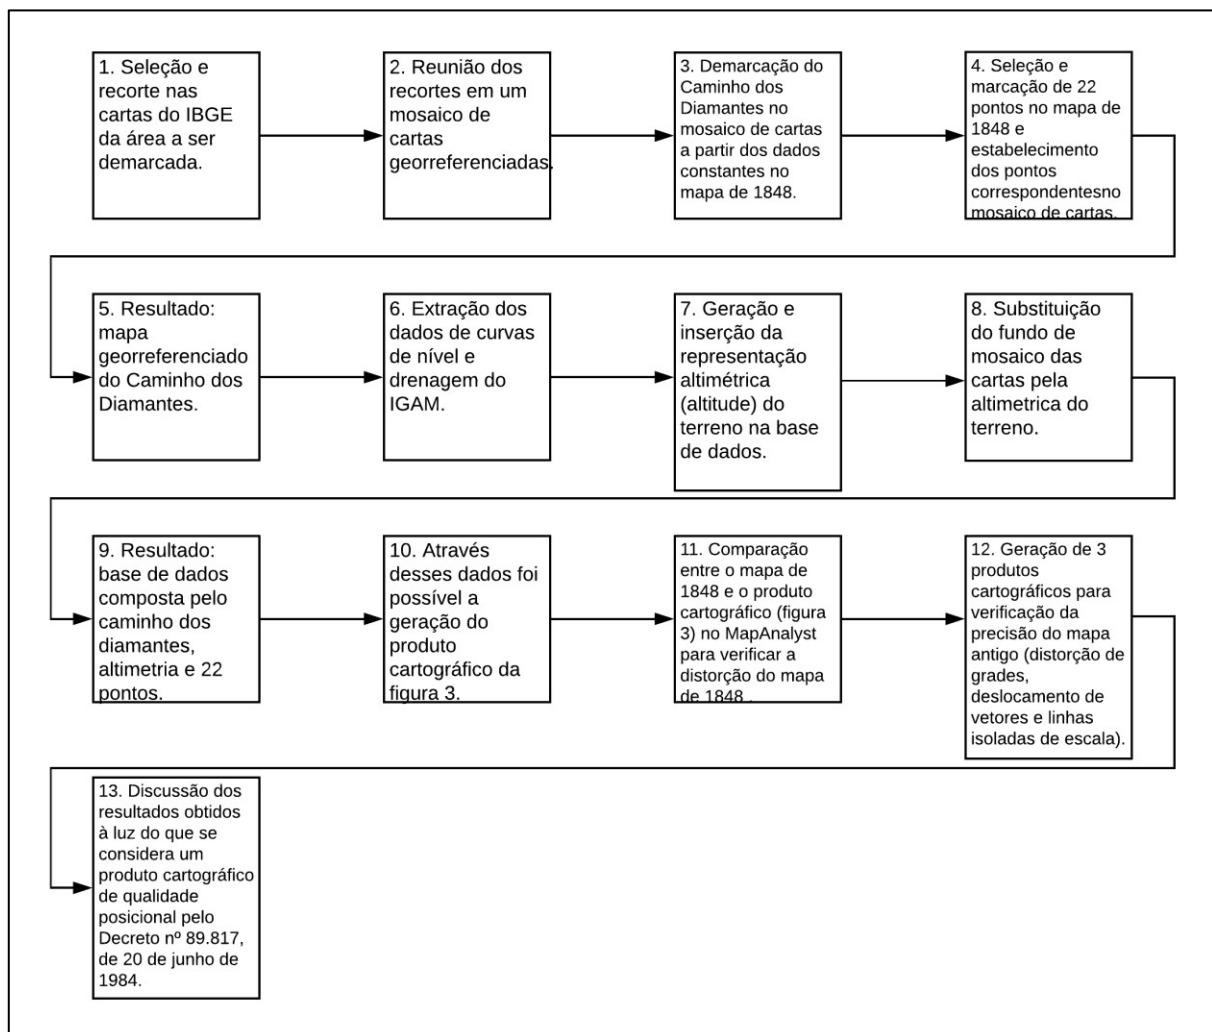 1. Seleção e
recorte nas
cartas do IBGE
da área a ser
demarcada.
2. Reunião dos
recortes em um
mosaico de
cartas
georreferenciadas.
3. Demarcação do
Caminho dos
Diamantes no
mosaico de cartas
a partir dos dados
constantes no
mapa de 1848.
4. Seleção e
marcação de 22
pontos no mapa de
1848 e
estabelecimento
dos pontos
correspondentesno
mosaico de cartas.
5. Resultado:
mapa
georreferenciado
do Caminho dos
Diamantes.
6. Extração dos
dados de curvas
de nível e
drenagem do
IGAM.
7. Geração e
inserção da
representação
altimétrica
(altitude) do
terreno na base
de dados.
8. Substituição
do fundo de
mosaico das
cartas pela
altimetrica do
terreno.
9. Resultado:
base de dados
composta pelo
caminho dos
diamantes,
altimetria e 22
pontos.
10. Através
desses dados foi
possível a
geração do
produto
cartográfico da
figura 3.
11. Comparação
entre o mapa de
1848 e o produto
cartográfico (figura
3) no MapAnalyst
para verificar a
distorção do mapa
de 1848 .
12. Geração de 3
produtos
cartográficos para
verificação da
precisão do mapa
antigo (distorção de
grades,
deslocamento de
vetores e linhas
isoladas de escala).
13. Discussão dos
resultados obtidos
à luz do que se
considera um
produto cartográfico
de qualidade
posicional pelo
Decreto nº 89.817,
de 20 de junho de
1984.